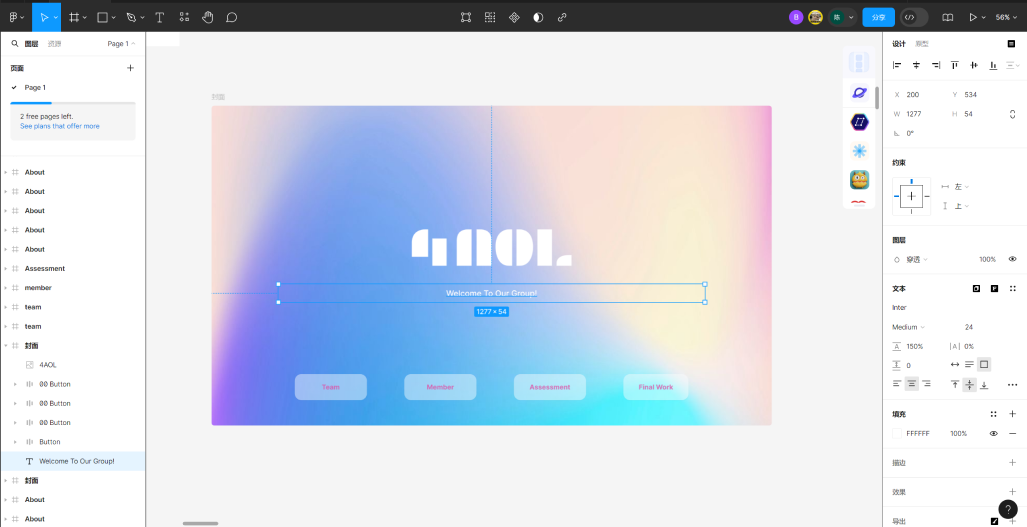 B
陈
分享
56%
图层
资源
Page 1
页面
Page 1
2 free pages left.
See plans that offer more
About
About
About
About
About
Assessment
member
team
team
封面
4AOL
00 Button
00 Button
00 Button
Button
Welcome To Our Group!
封面
About
About
封面
4AOL
Welcome To Our Group!
1277 × 54
Team
Member
Assessment
Final Work
设计
原型
X 200
Y 534
W 1277
H 54
0°
约束
左
上
图层
穿透
100%
文本
Inter
Medium
24
A 150%
|A| 0%
0
填充
FFFFFF
100%
描边
效果
导出
?